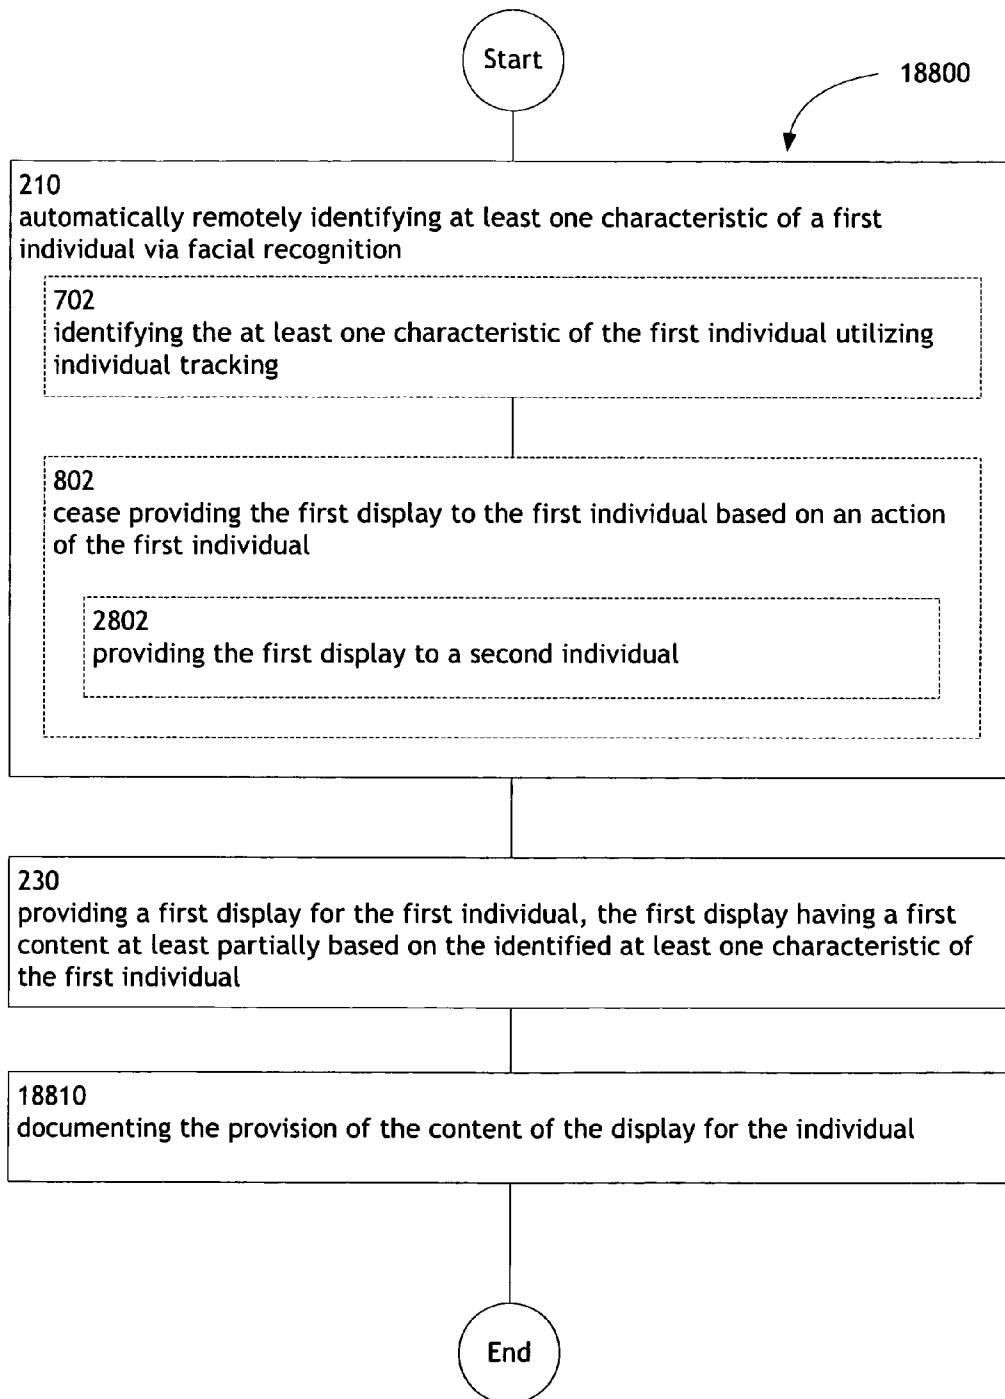 Start
18800
210
automatically remotely identifying at least one characteristic of a first
individual via facial recognition
702
identifying the at least one characteristic of the first individual utilizing
individual tracking
802
cease providing the first display to the first individual based on an action
of the first individual
2802
providing the first display to a second individual
230
providing a first display for the first individual, the first display having a first
content at least partially based on the identified at least one characteristic of
the first individual
18810
documenting the provision of the content of the display for the individual
End